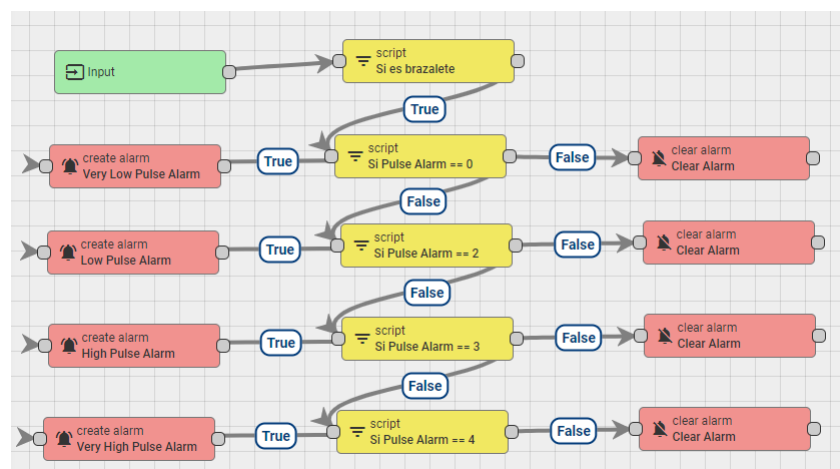 Input
script
Si es brazalete
True
create alarm
Very Low Pulse Alarm
True
script
Si Pulse Alarm == 0
False
clear alarm
Clear Alarm
False
create alarm
Low Pulse Alarm
True
script
Si Pulse Alarm == 2
False
clear alarm
Clear Alarm
False
create alarm
High Pulse Alarm
True
script
Si Pulse Alarm == 3
False
clear alarm
Clear Alarm
False
create alarm
Very High Pulse Alarm
True
script
Si Pulse Alarm == 4
False
clear alarm
Clear Alarm